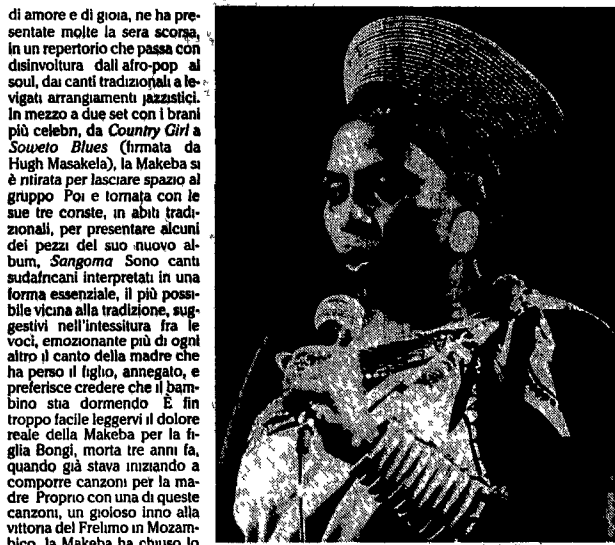 di amore e di gioia, ne ha pre-
sentate molte la sera scorsa,
in un repertorio che passa con
disinvoltura dall afro-pop al
soul, dai canti tradizionali a le-
vigati arrangiamenti jazzistici.
In mezzo a due set con i brani
più celebri, da Country Girl a
Soweto Blues (firmata da
Hugh Masakela), la Makeba si
è ritirata per lasciare spazio al
gruppo Poi e tornata con le
sue tre coriste, in abiti tradi-
zionali, per presentare alcuni
dei pezzi del suo nuovo al-
bum, Sangoma Sono canti
sudafricani interpretati in una
forma essenziale, il più possi-
bile vicina alla tradizione, sug-
gestivi nell'intessitura fra le
voci, emozionante più di ogni
altro il canto della madre che
ha perso il figlio, annegato, e
preferisce credere che il bam-
bino stia dormendo È fin
troppo facile leggervi il dolore
reale della Makeba per la fi-
glia Bongi, morta tre anni fa,
quando già stava iniziando a
comporre canzoni per la ma-
dre Proprio con una di queste
canzoni, un gioioso inno alla
vittoria del Frelimo in Mozam-
bico, la Makeba ha chiuso lo